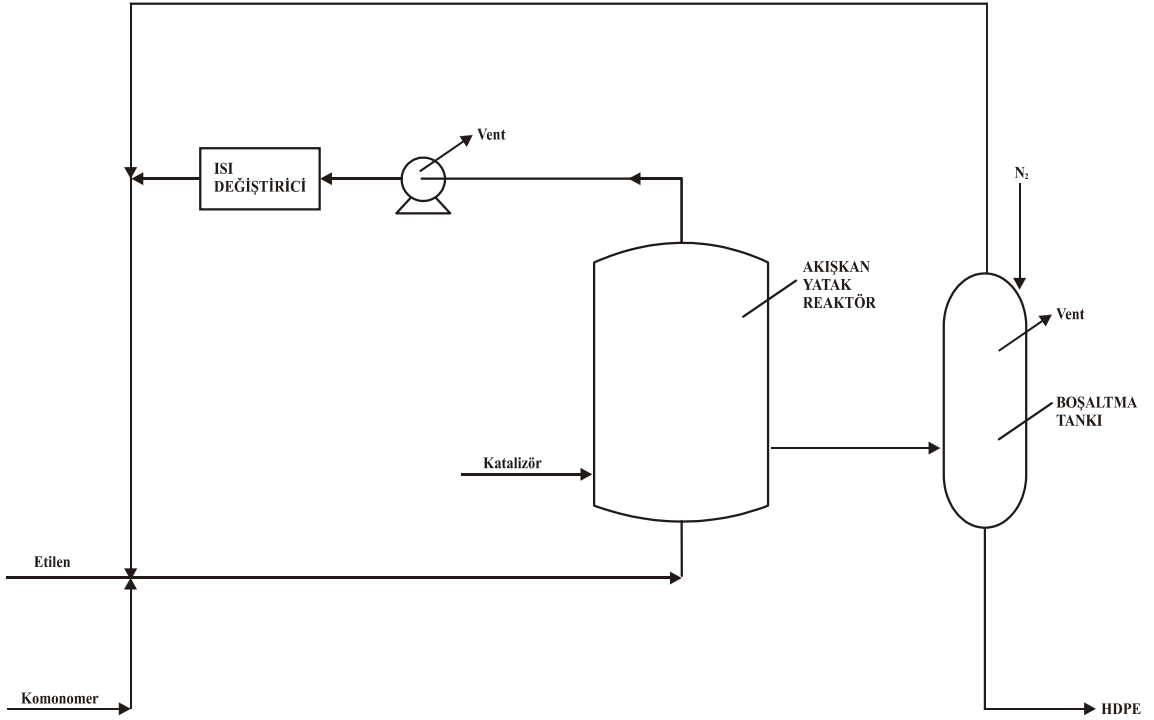 Vent
ISI
DEĞİŞTİRİCİ
N₂
AKIŞKAN
YATAK
REAKTÖR
Vent
BOŞALTMA
TANKI
Katalizör
Etilen
Komonomer
HDPE